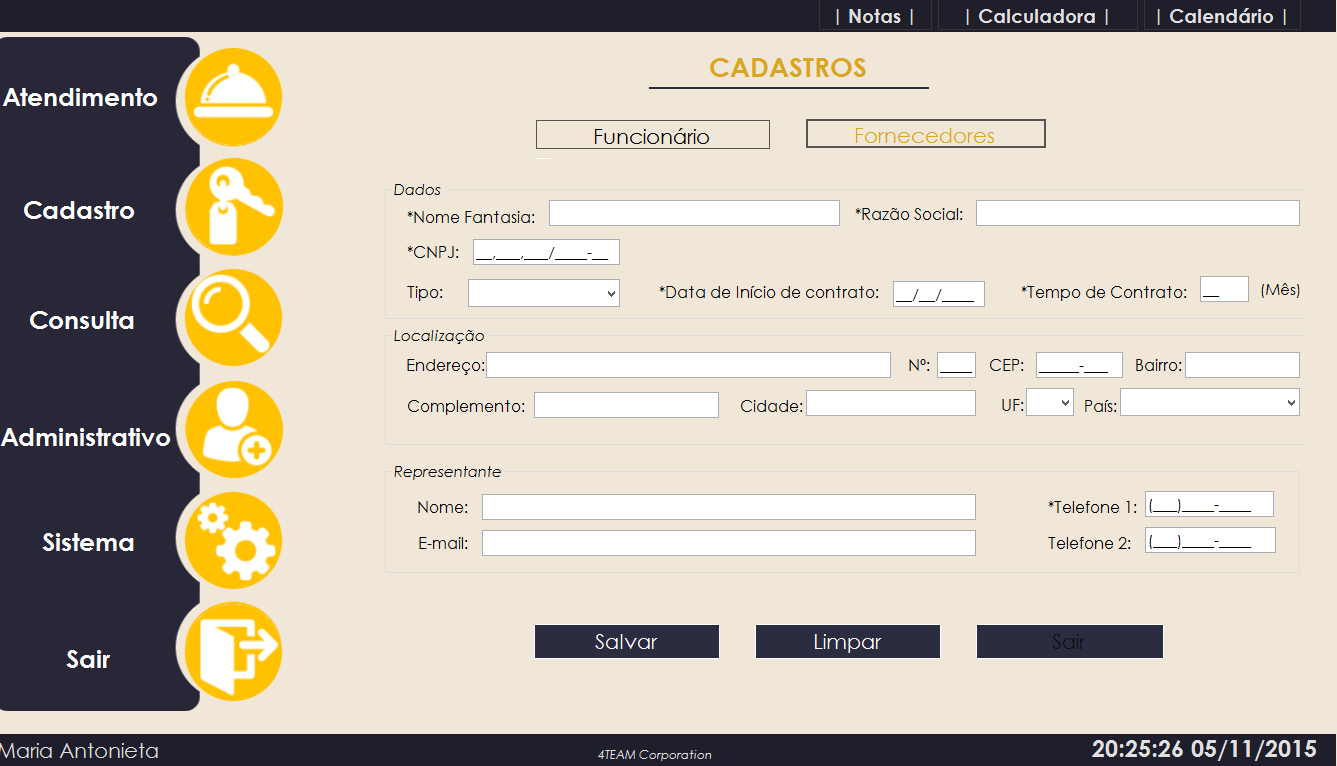 | Notas | | Calculadora | | Calendário |
Atendimento
Cadastro
Consulta
Administrativo
Sistema
Sair
CADASTROS
Funcionário Fornecedores
Dados
*Nome Fantasia: *Razão Social:
*CNPJ: __.___.___/____-__
Tipo: *Data de Início de contrato: __/__/____ *Tempo de Contrato: __ (Mês)
Localização
Endereço: Nº: ____ CEP: _____-___ Bairro:
Complemento: Cidade: UF: País:
Representante
Nome: *Telefone 1: (___)____-____
E-mail: Telefone 2: (___)____-____
Salvar Limpar Sair
Maria Antonieta 4TEAM Corporation 20:25:26 05/11/2015